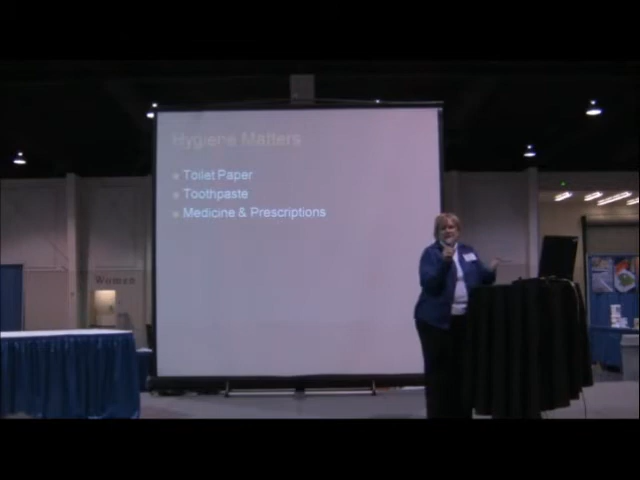 Hygiene Matters
Toilet Paper
Toothpaste
Medicine & Prescriptions
Women